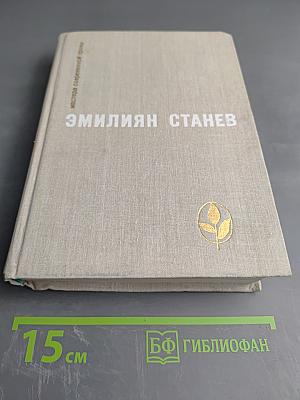 мастера современной прозы
ЭМИЛИЯН СТАНЕВ
15 см
БФ ГИБЛИОФАН